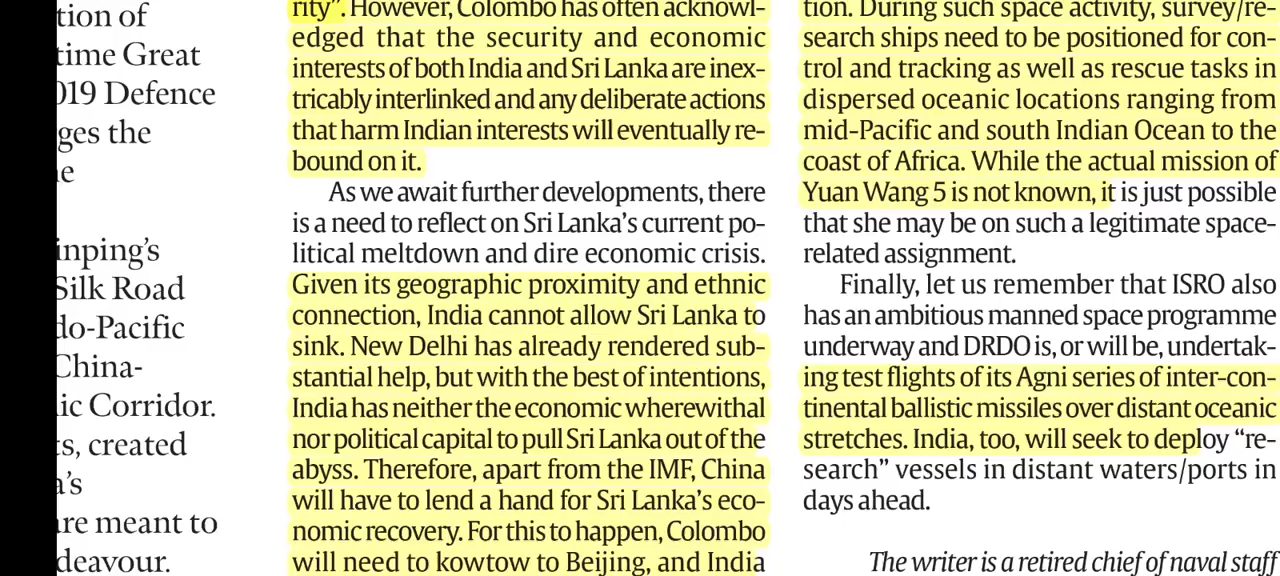 tion of
time Great
019 Defence
ges the
e
inping's
Silk Road
do-Pacific
China-
ic Corridor.
ts, created
a's
are meant to
deavour.
rity". However, Colombo has often acknowl-
edged that the security and economic
interests of both India and Sri Lanka are inex-
tricably interlinked and any deliberate actions
that harm Indian interests will eventually re-
bound on it.
As we await further developments, there
is a need to reflect on Sri Lanka's current po-
litical meltdown and dire economic crisis.
Given its geographic proximity and ethnic
connection, India cannot allow Sri Lanka to
sink. New Delhi has already rendered sub-
stantial help, but with the best of intentions,
India has neither the economic wherewithal
nor political capital to pull Sri Lanka out of the
abyss. Therefore, apart from the IMF, China
will have to lend a hand for Sri Lanka's eco-
nomic recovery. For this to happen, Colombo
will need to kowtow to Beijing, and India
tion. During such space activity, survey/re-
search ships need to be positioned for con-
trol and tracking as well as rescue tasks in
dispersed oceanic locations ranging from
mid-Pacific and south Indian Ocean to the
coast of Africa. While the actual mission of
Yuan Wang 5 is not known, it is just possible
that she may be on such a legitimate space-
related assignment.
Finally, let us remember that ISRO also
has an ambitious manned space programme
underway and DRDO is, or will be, undertak-
ing test flights of its Agni series of inter-con-
tinental ballistic missiles over distant oceanic
stretches. India, too, will seek to deploy "re-
search" vessels in distant waters/ports in
days ahead.
The writer is a retired chief of naval staff